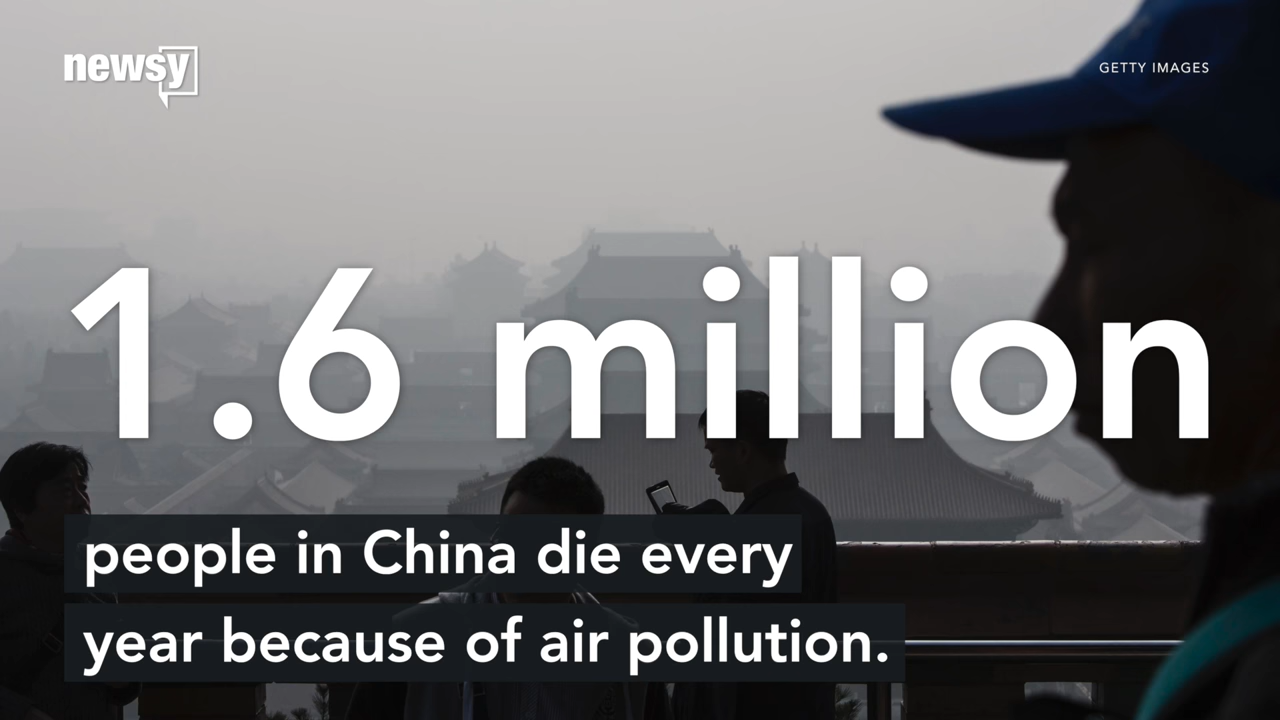 newsy
GETTY IMAGES
1.6 million
people in China die every
year because of air pollution.